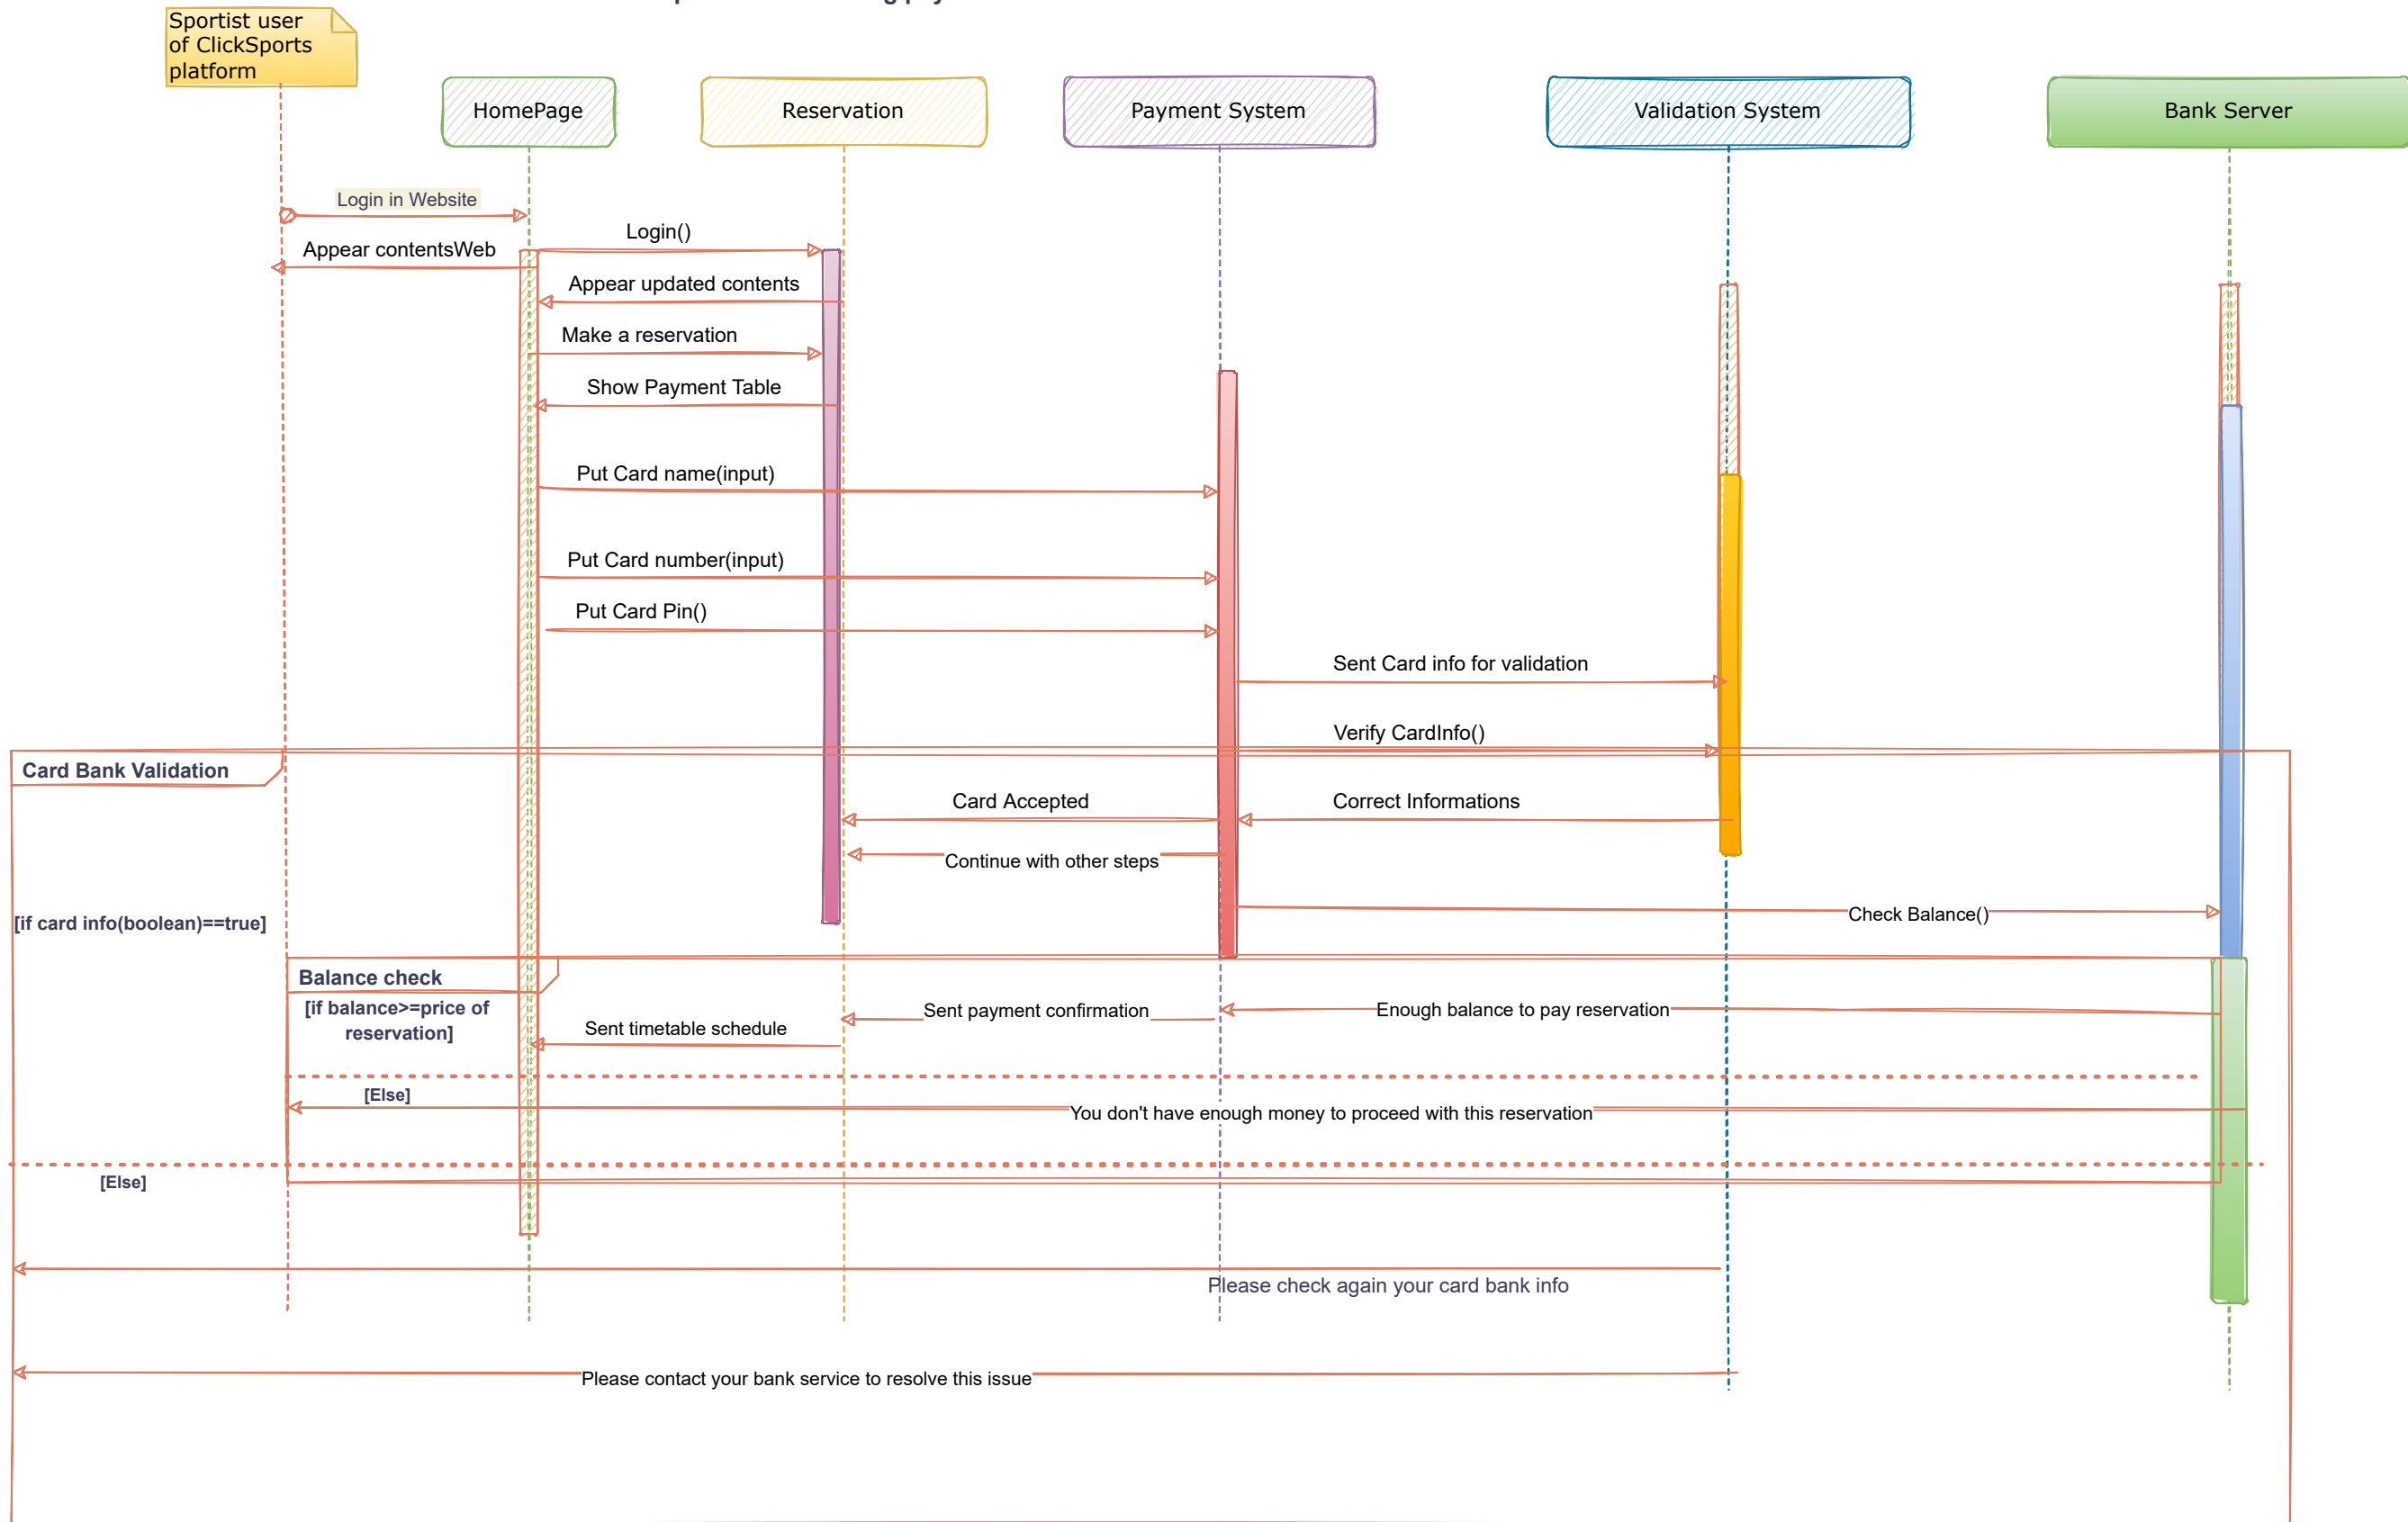 Sportist user
of ClickSports
platform
HomePage
Reservation
Payment System
Validation System
Bank Server
Login in Website
Login()
Appear contentsWeb
Appear updated contents
Make a reservation
Show Payment Table
Put Card name(input)
Put Card number(input)
Put Card Pin()
Sent Card info for validation
Verify CardInfo()
Card Bank Validation
Card Accepted
Correct Informations
Continue with other steps
[if card info(boolean)==true]
Check Balance()
Balance check
[if balance>=price of
reservation]
Sent payment confirmation
Enough balance to pay reservation
Sent timetable schedule
[Else]
You don't have enough money to proceed with this reservation
[Else]
Please check again your card bank info
Please contact your bank service to resolve this issue